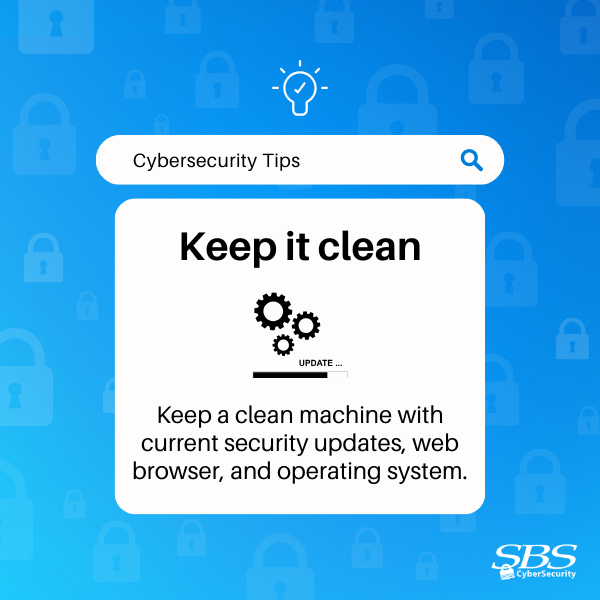 Cybersecurity Tips
Keep it clean
UPDATE ...
Keep a clean machine with
current security updates, web
browser, and operating system.
SBS
CyberSecurity